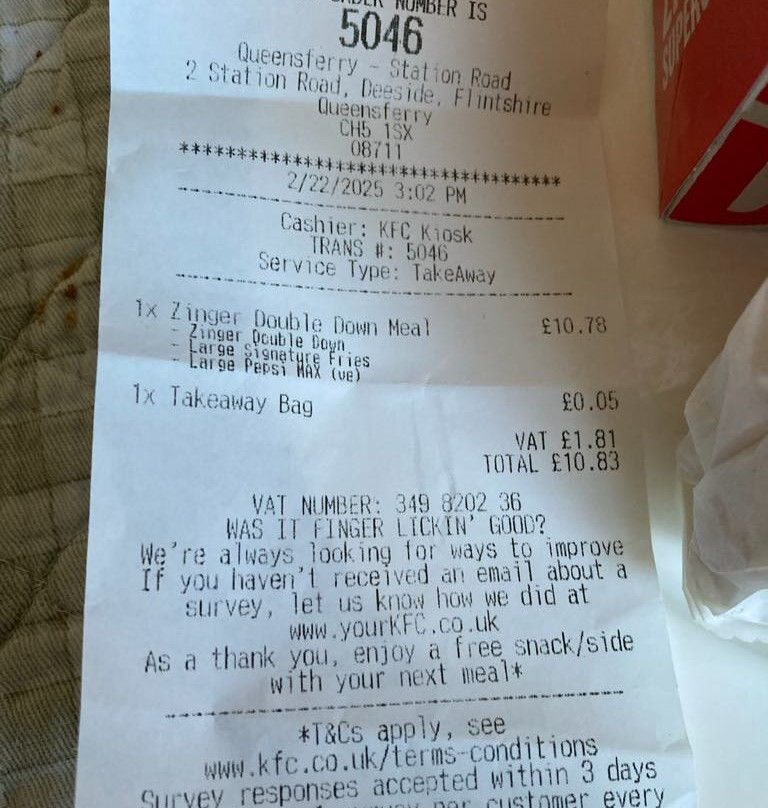 ORDER NUMBER IS
5046
Queensferry - Station Road
2 Station Road, Deeside, Flintshire
Queensferry
CH5 1SX
08711
*********************************
2/22/2025 3:02 PM
Cashier: KFC Kiosk
TRANS #: 5046
Service Type: TakeAway
1x Zinger Double Down Meal £10.78
- Zinger Double Down
- Large Signature Fries
- Large Pepsi MAX (ve)
1x Takeaway Bag £0.05
VAT £1.81
TOTAL £10.83
VAT NUMBER: 349 8202 36
WAS IT FINGER LICKIN' GOOD?
We're always looking for ways to improve
If you haven't received an email about a
survey, let us know how we did at
www.yourKFC.co.uk
As a thank you, enjoy a free snack/side
with your next meal*
*T&Cs apply, see
www.kfc.co.uk/terms-conditions
Survey responses accepted within 3 days
per customer every